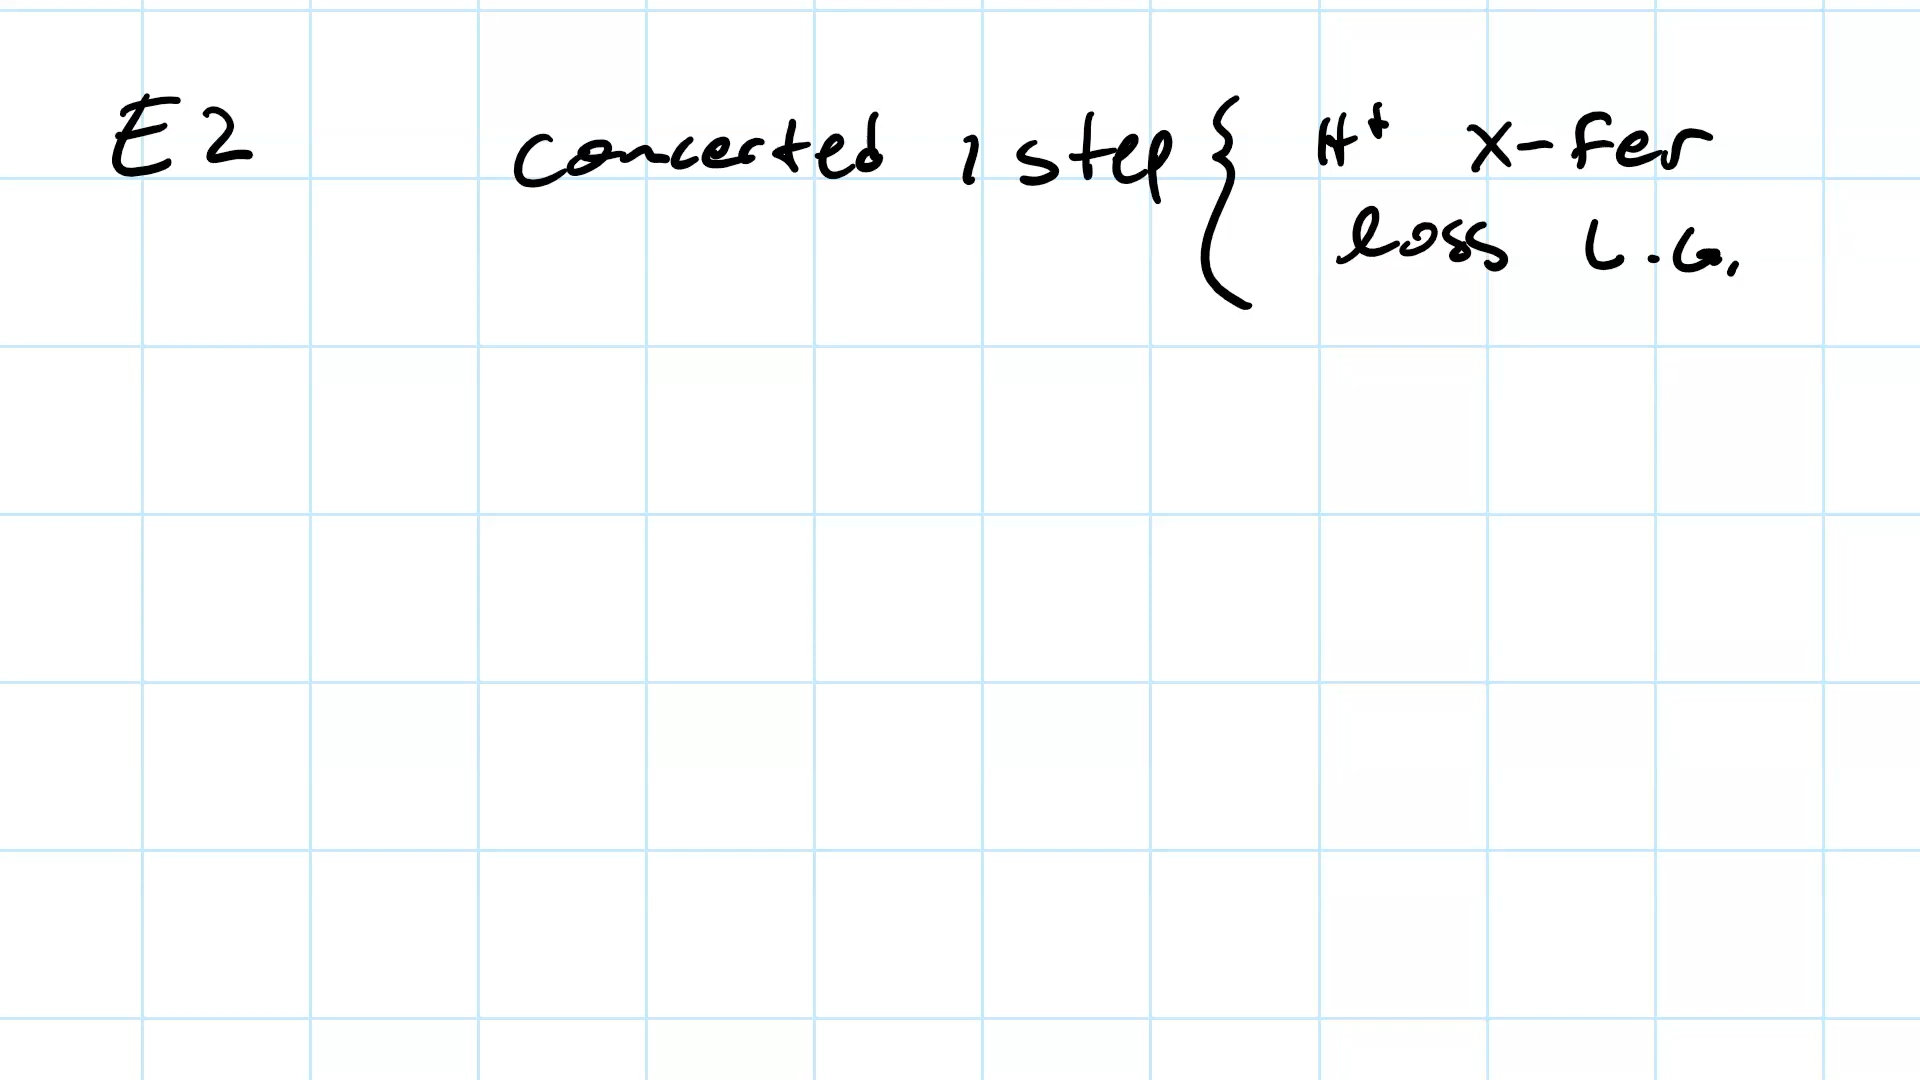 E2 concerted 1 step { H⁺ x-fer
loss L.G.